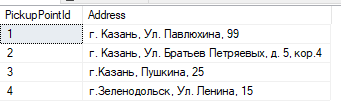 PickupPointId Address
1 г. Казань, Ул. Павлюхина, 99
2 г. Казань, Ул. Братьев Петряевых, д. 5, кор.4
3 г.Казань, Пушкина, 25
4 г.Зеленодольск, Ул. Ленина, 15